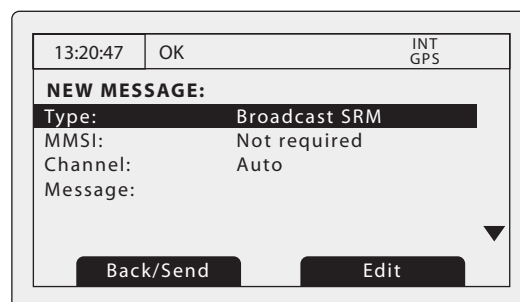 13:20:47 OK INT
GPS
NEW MESSAGE:
Type: Broadcast SRM
MMSI: Not required
Channel: Auto
Message:
Back/Send Edit